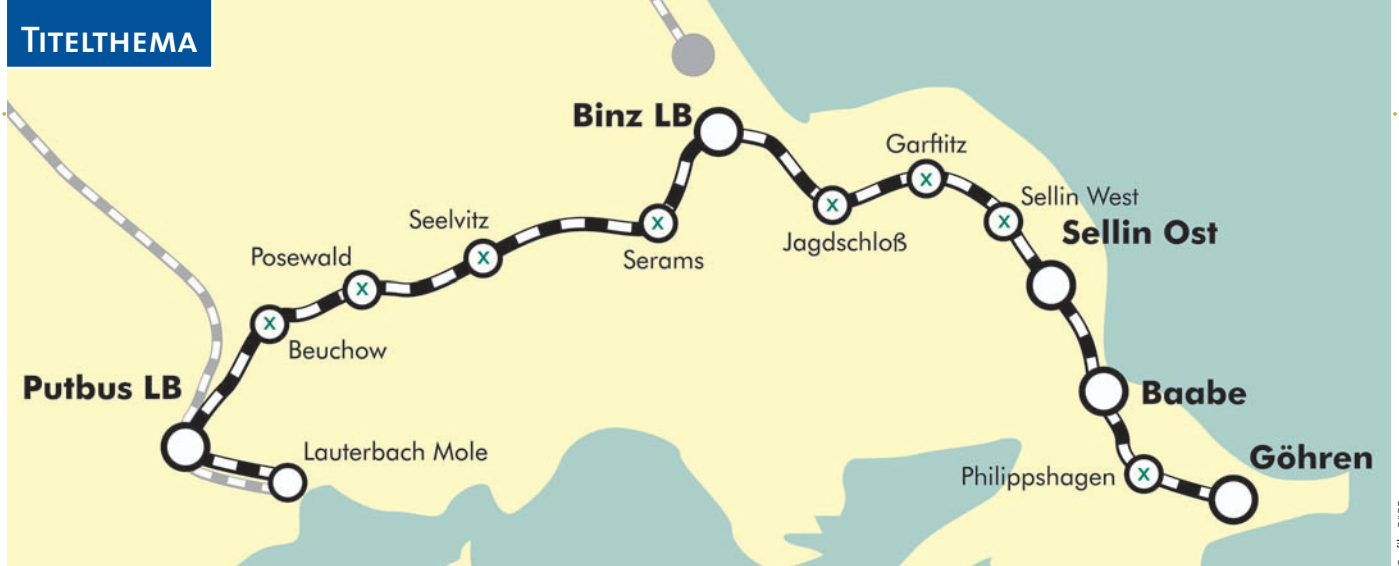 TITELTHEMA
Binz LB
Garftitz
X
X
Sellin West
X
Sellin Ost
Seelvitz
X
Serams
X
Jagdschloß
Posewald
X
X
Beuchow
Putbus LB
Baabe
Lauterbach Mole
Göhren
Philippshagen X